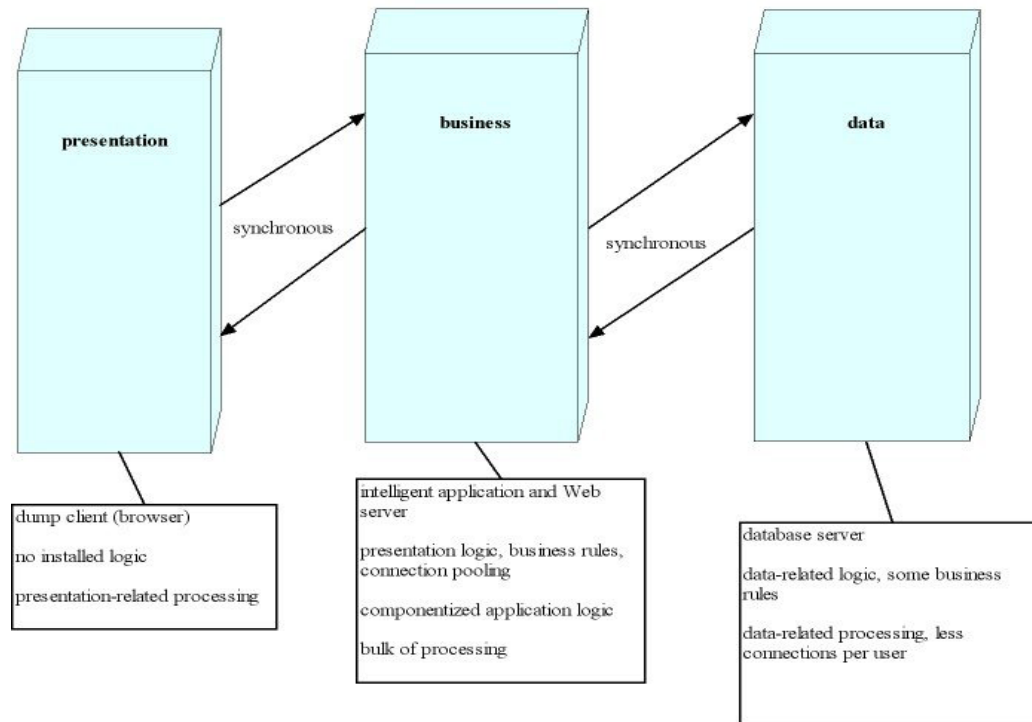 presentation
business
data
synchronous
synchronous
dump client (browser)
no installed logic
presentation-related processing
intelligent application and Web
server
presentation logic, business rules,
connection pooling
componentized application logic
bulk of processing
database server
data-related logic, some business
rules
data-related processing, less
connections per user